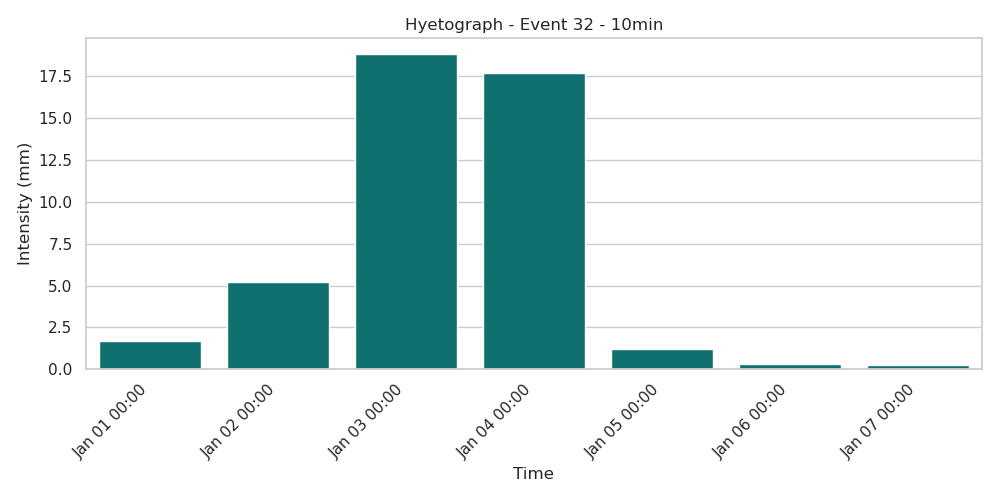 Hyetograph - Event 32 - 10min
Intensity (mm)
17.5
15.0
12.5
10.0
7.5
5.0
2.5
0.0
Jan 01 00:00
Jan 02 00:00
Jan 03 00:00
Jan 04 00:00
Jan 05 00:00
Jan 06 00:00
Jan 07 00:00
Time